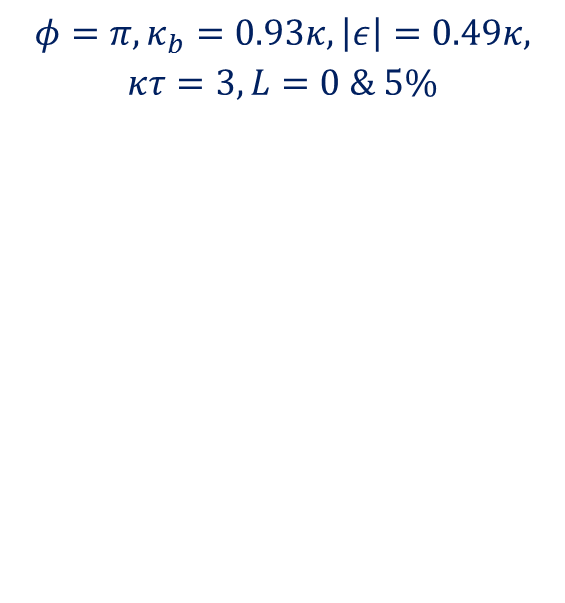 𝜙 = 𝜋, 𝜅_b = 0.93𝜅, |𝜖| = 0.49𝜅,
𝜅𝜏 = 3, 𝐿 = 0 & 5%